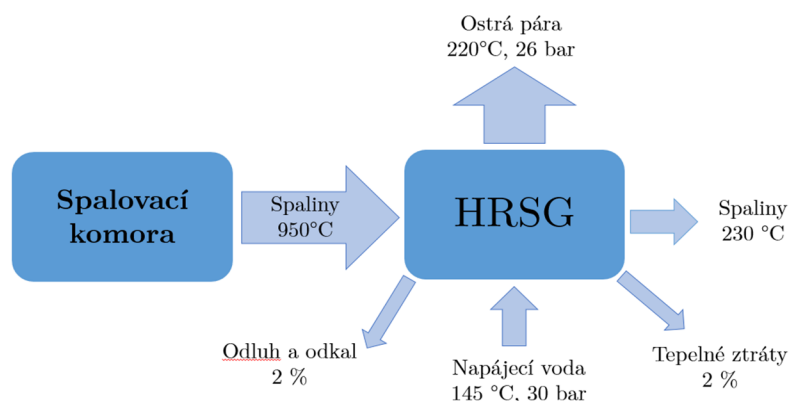 Ostrá pára
220°C, 26 bar
Spalovací
komora
Spaliny
950°C
HRSG
Spaliny
230 °C
Odluh a odkal
2 %
Napájecí voda
145 °C, 30 bar
Tepelné ztráty
2 %